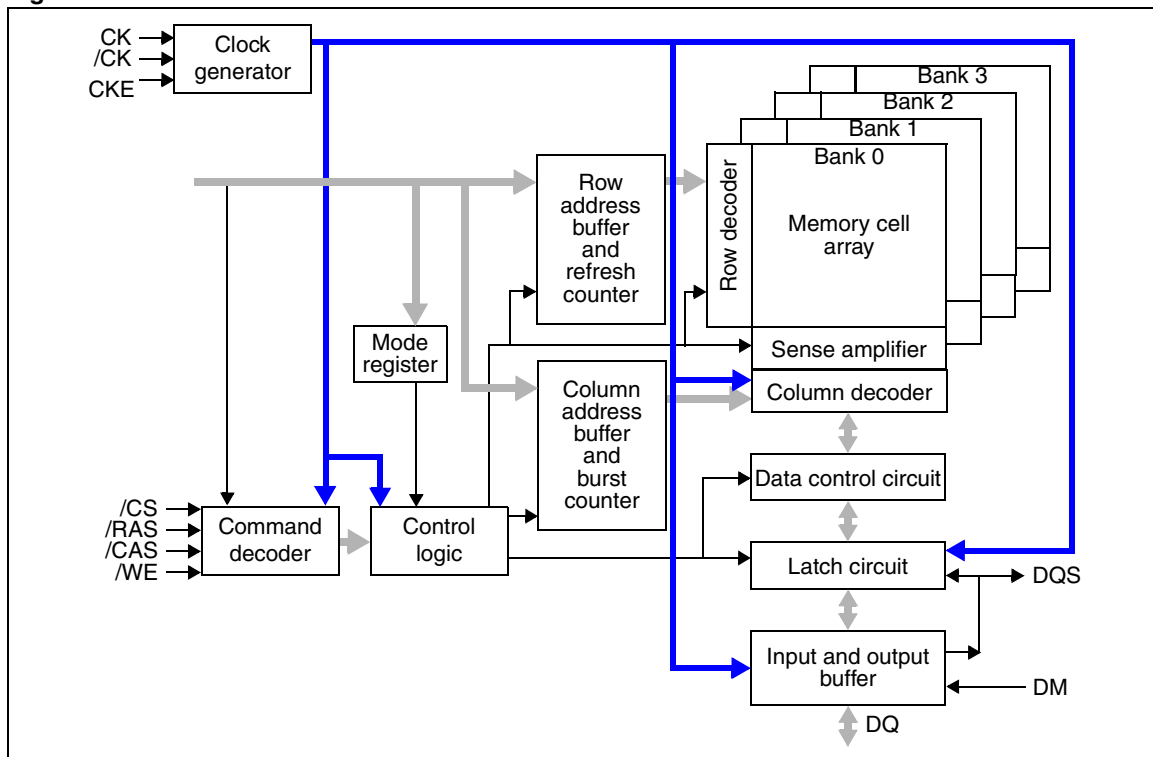 CK
/CK
CKE
Clock
generator
Bank 3
Bank 2
Bank 1
Bank 0
Row decoder
Memory cell
array
Row
address
buffer
and
refresh
counter
Mode
register
Sense amplifier
Column decoder
Column
address
buffer
and
burst
counter
Data control circuit
/CS
/RAS
/CAS
/WE
Command
decoder
Control
logic
Latch circuit
DQS
Input and output
buffer
DM
DQ